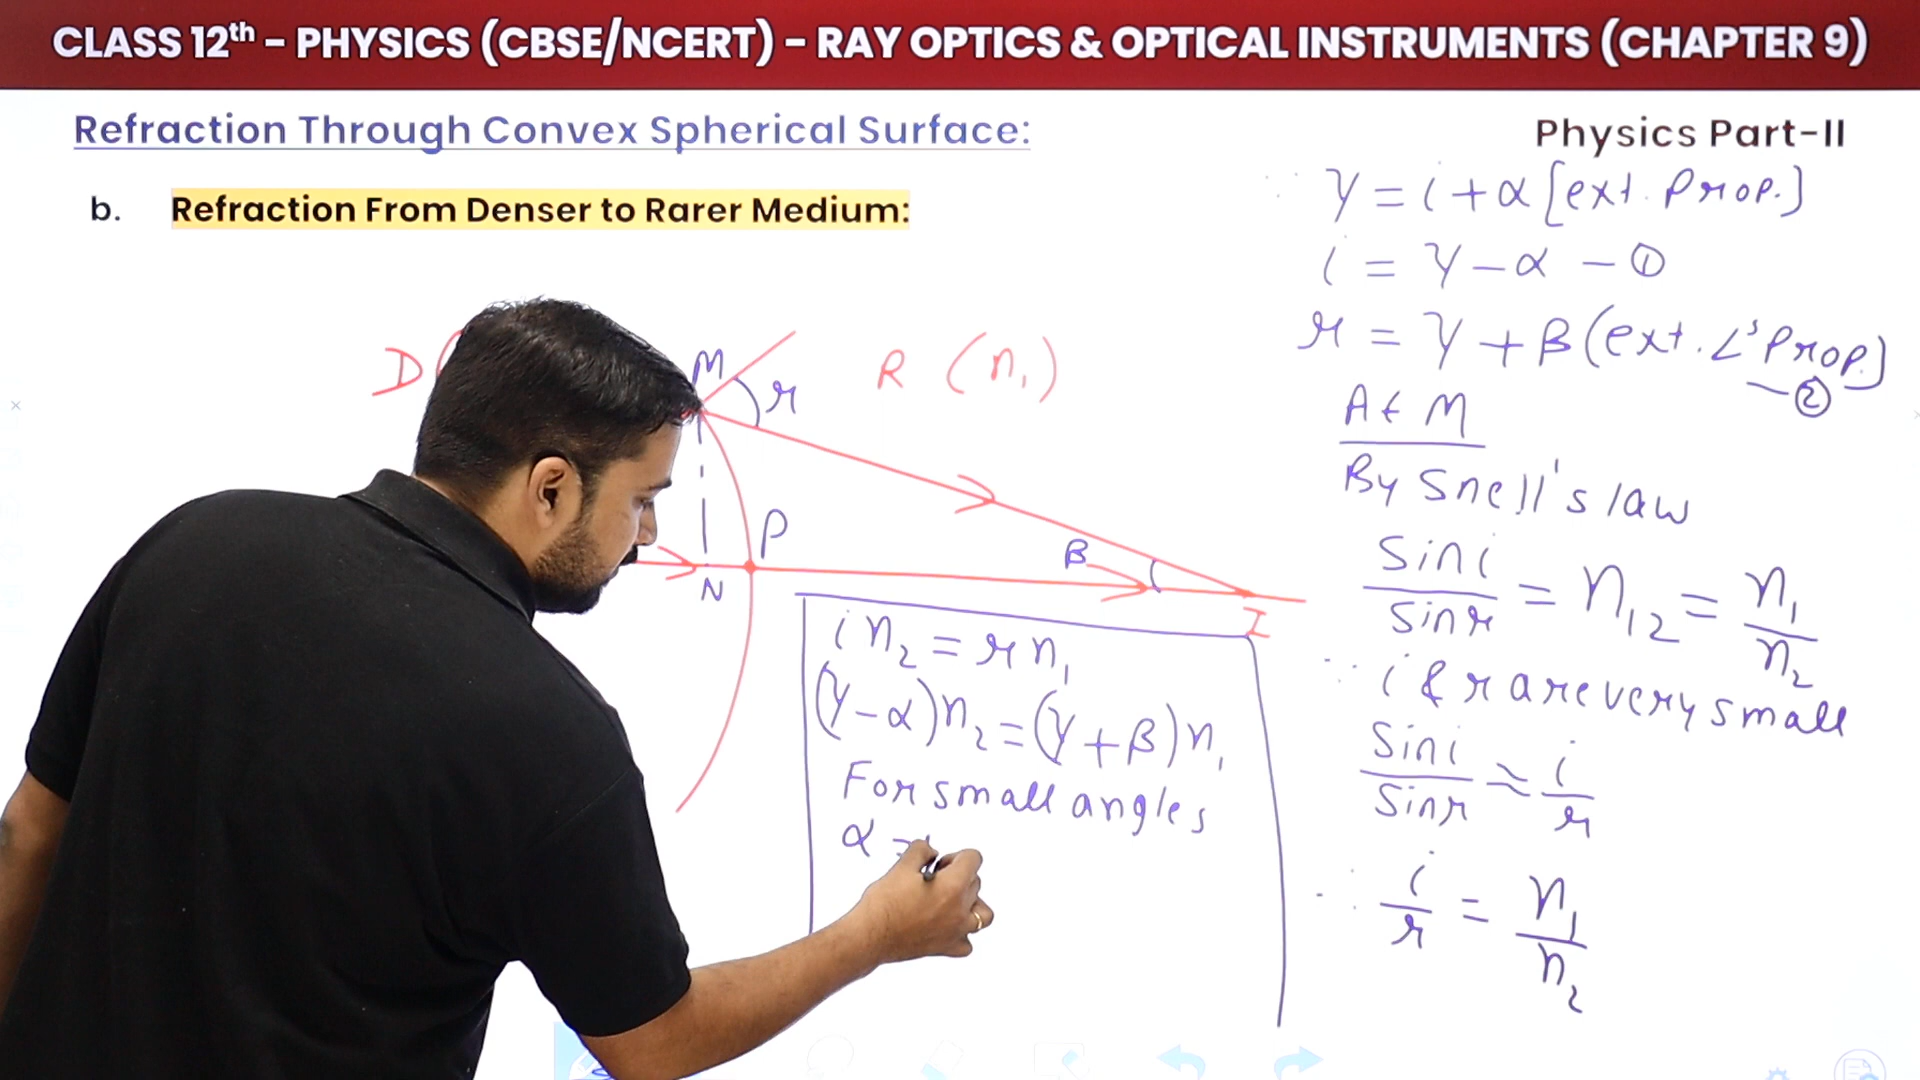 CLASS 12th – PHYSICS (CBSE/NCERT) – RAY OPTICS & OPTICAL INSTRUMENTS (CHAPTER 9)
Refraction Through Convex Spherical Surface:
Physics Part-II
b. Refraction From Denser to Rarer Medium:
D (
M
r
R (n₁)
P
N
β
I
i n₂ = r n₁
(γ – α) n₂ = (γ + β) n₁
For small angles
α =
∵ γ = i + α [ext. Prop.]
i = γ – α – ①
r = γ + β (ext. ∠'s Prop.)
– ②
At M
By Snell's law
Sin i / Sin r = n₁₂ = n₁ / n₂
∵ i & r are very small
Sin i / Sin r ≈ i / r
∴ i / r = n₁ / n₂